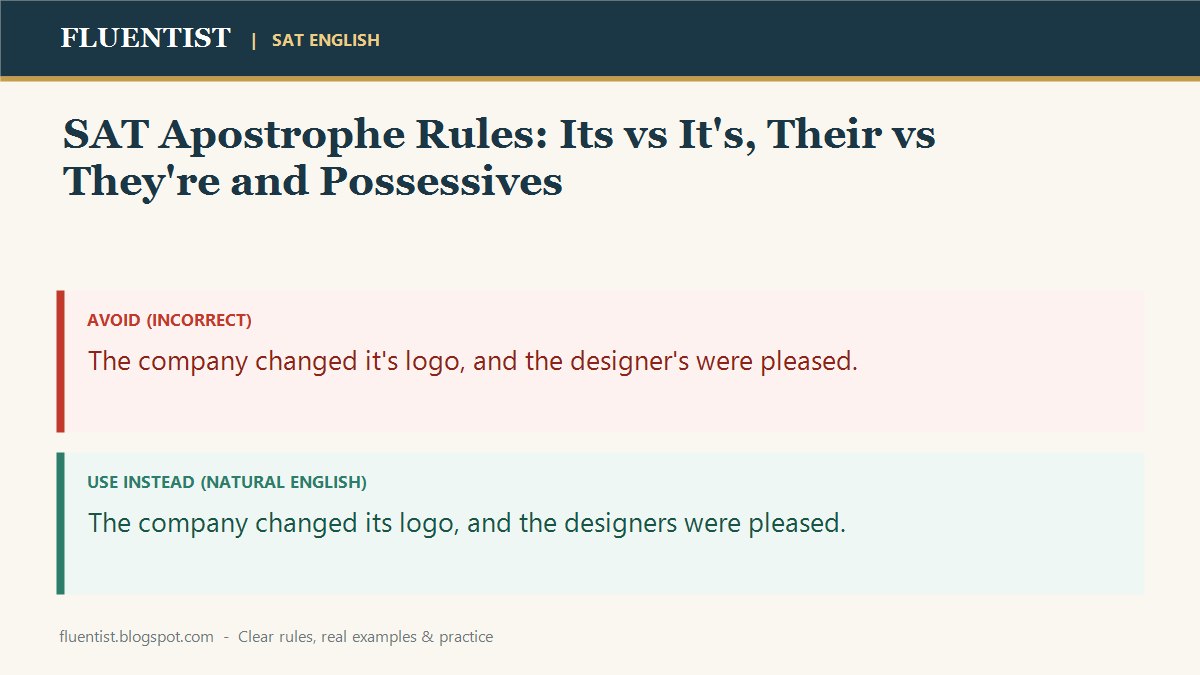 FLUENTIST | SAT ENGLISH
SAT Apostrophe Rules: Its vs It's, Their vs
They're and Possessives
AVOID (INCORRECT)
The company changed it's logo, and the designer's were pleased.
USE INSTEAD (NATURAL ENGLISH)
The company changed its logo, and the designers were pleased.
fluentist.blogspot.com - Clear rules, real examples & practice